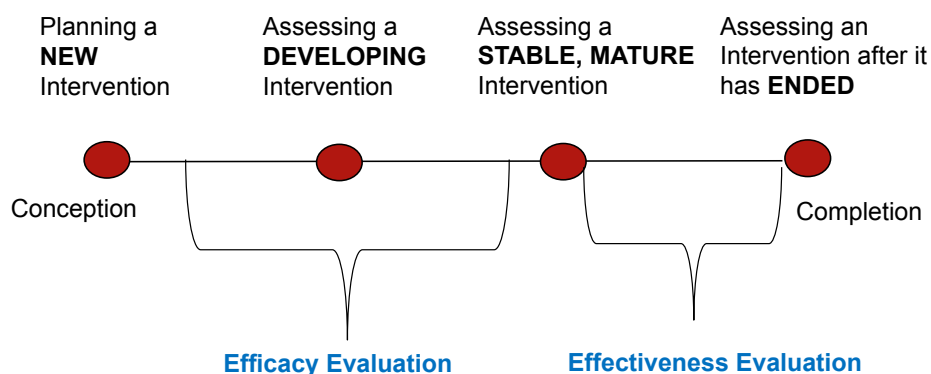 Planning a
NEW
Intervention
Assessing a
DEVELOPING
Intervention
Assessing a
STABLE, MATURE
Intervention
Assessing an
Intervention after it
has ENDED
Conception
Completion
Efficacy Evaluation
Effectiveness Evaluation